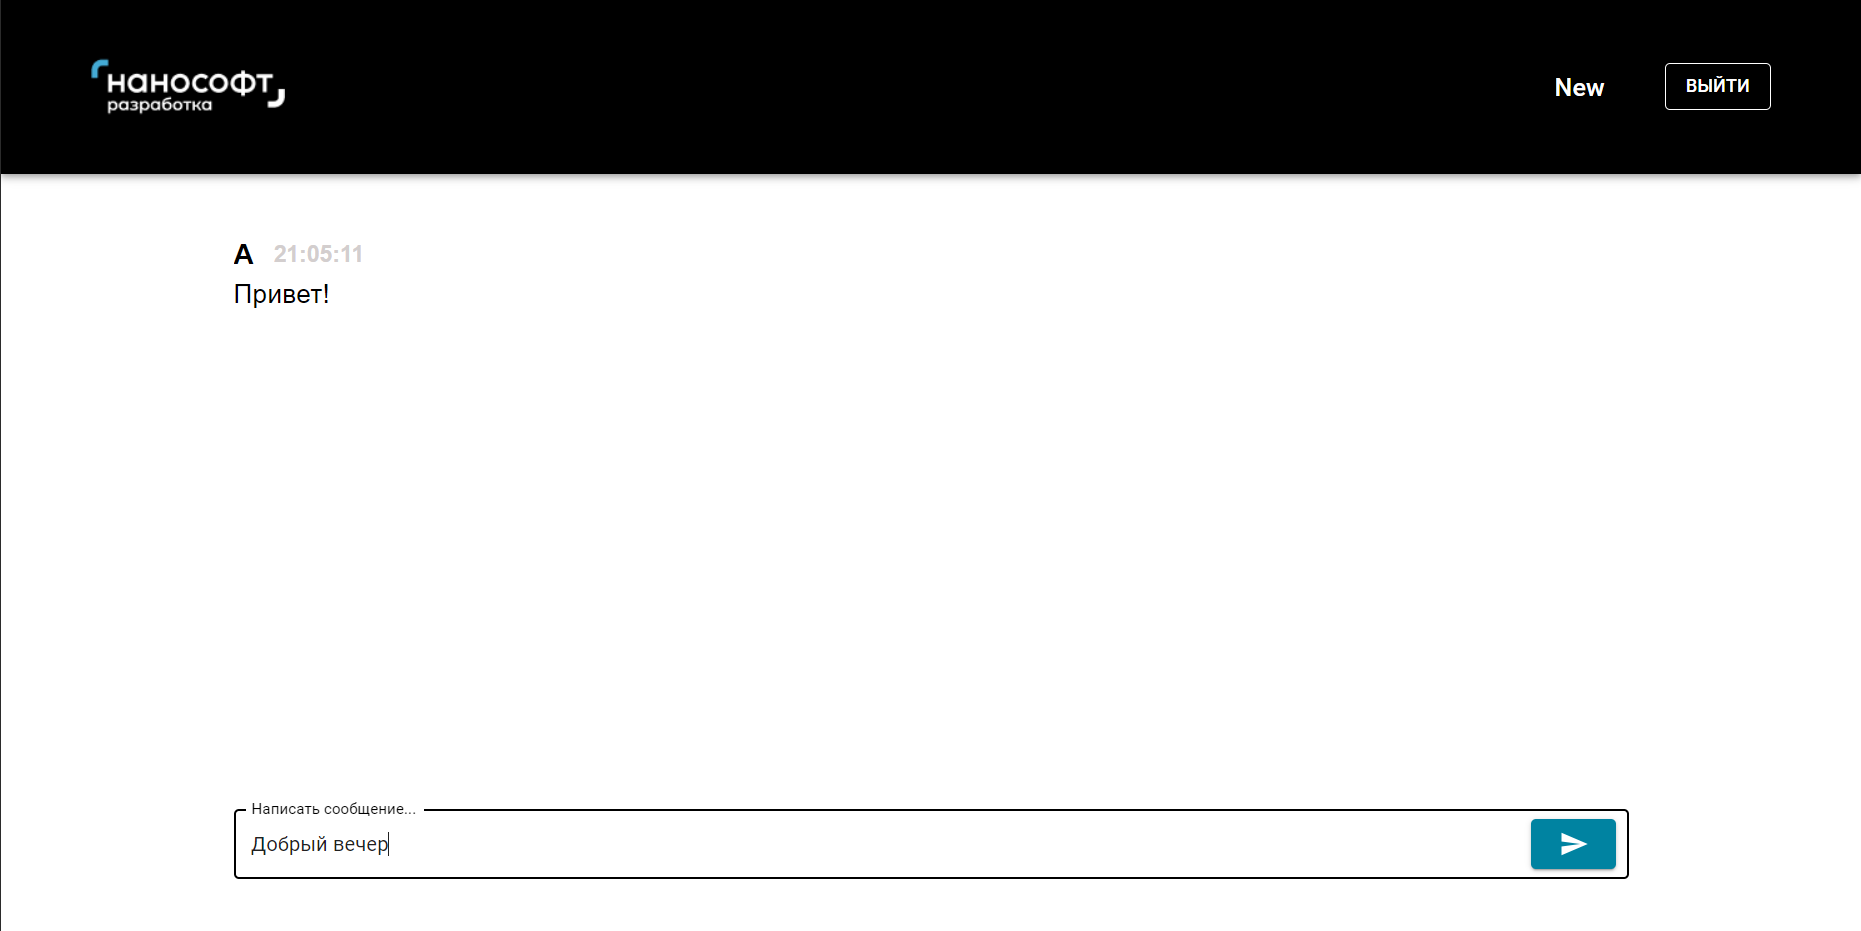 нанософт
разработка
New
ВЫЙТИ
A 21:05:11
Привет!
Написать сообщение...
Добрый вечер